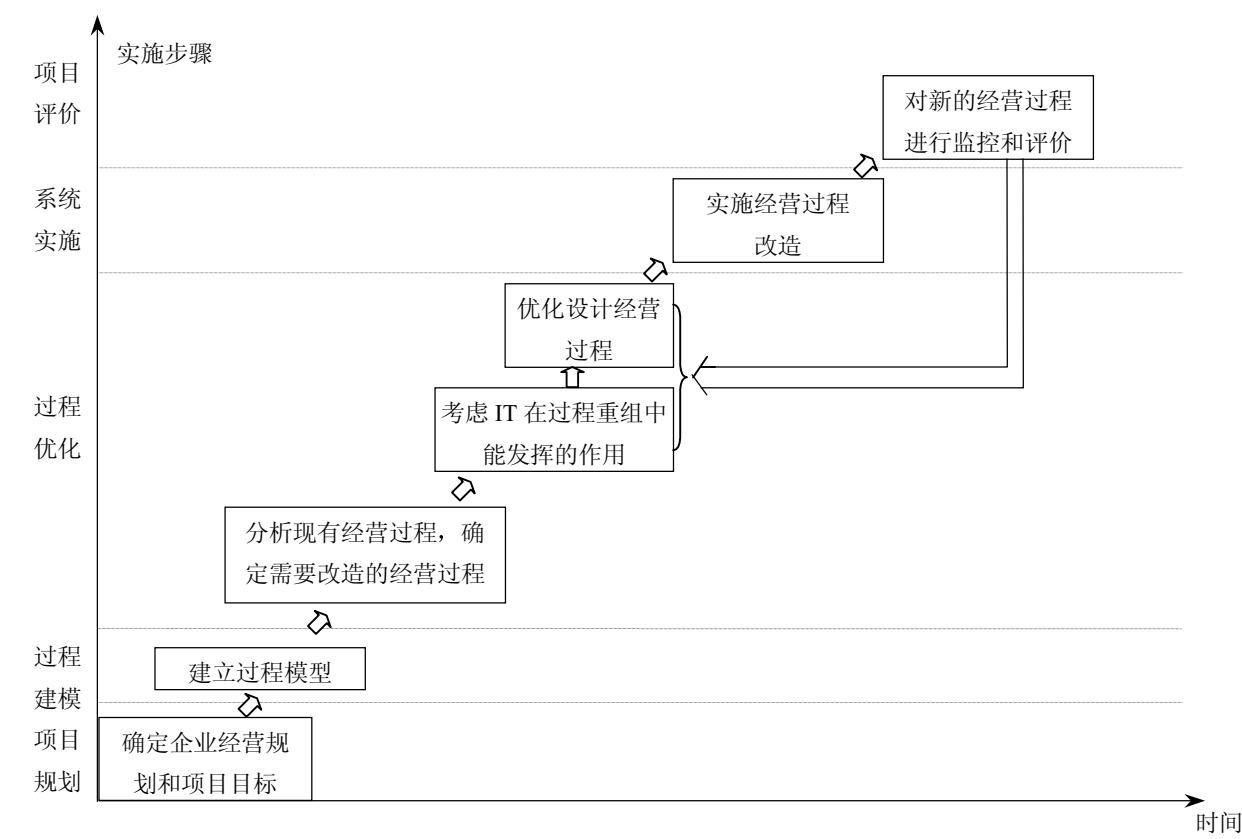 实施步骤
项目
评价
对新的经营过程
进行监控和评价
系统
实施
实施经营过程
改造
优化设计经营
过程
过程
优化
考虑 IT 在过程重组中
能发挥的作用
分析现有经营过程，确
定需要改造的经营过程
过程
建模
建立过程模型
项目
规划
确定企业经营规
划和项目目标
时间